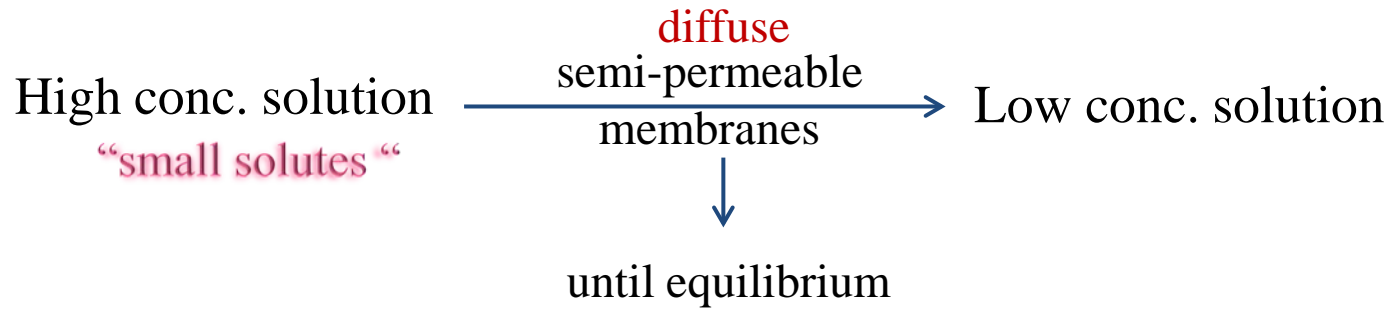 diffuse
High conc. solution
semi-permeable
membranes
Low conc. solution
“small solutes “
until equilibrium